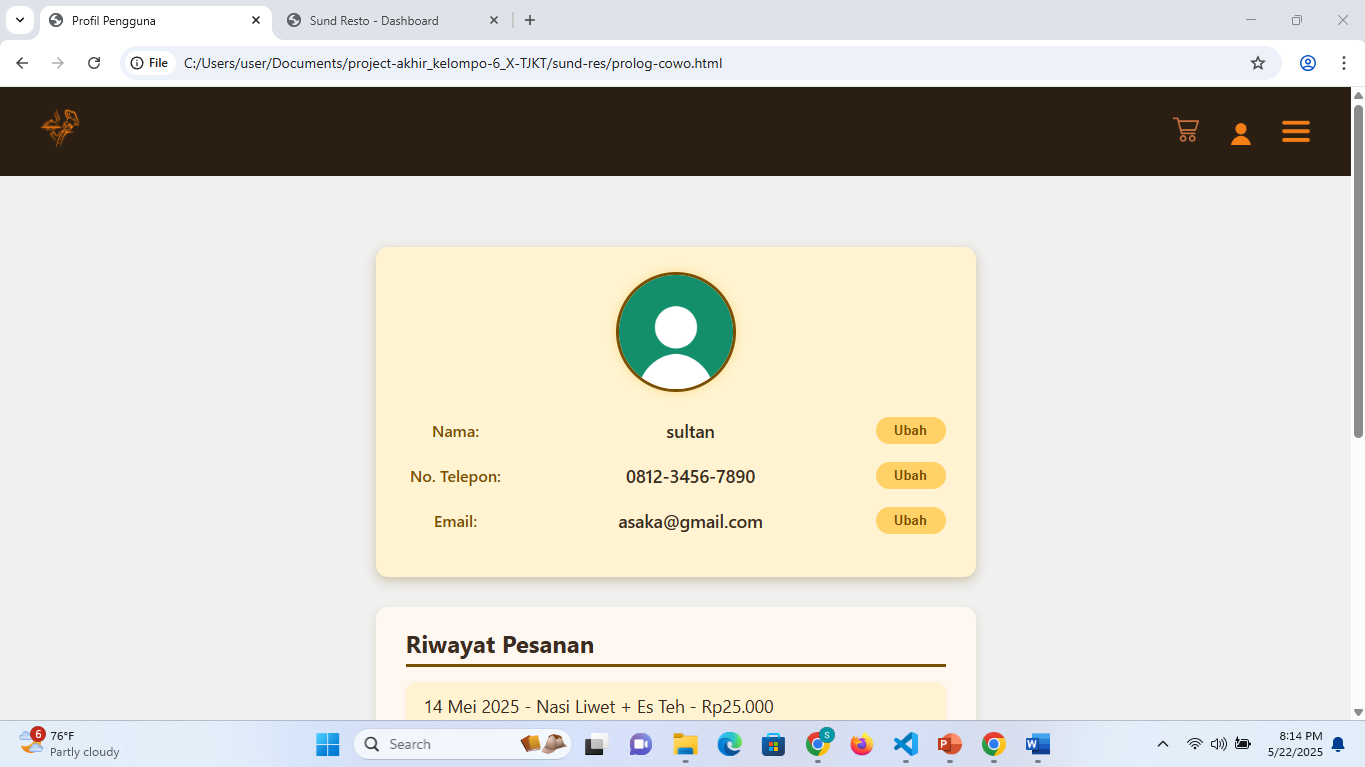 Profil Pengguna
Sund Resto - Dashboard
File
C:/Users/user/Documents/project-akhir_kelompo-6_X-TJKT/sund-res/prolog-cowo.html
Nama:
sultan
Ubah
No. Telepon:
0812-3456-7890
Ubah
Email:
asaka@gmail.com
Ubah
Riwayat Pesanan
14 Mei 2025 - Nasi Liwet + Es Teh - Rp25.000
6
76°F
Partly cloudy
Search
S
P
W
8:14 PM
5/22/2025